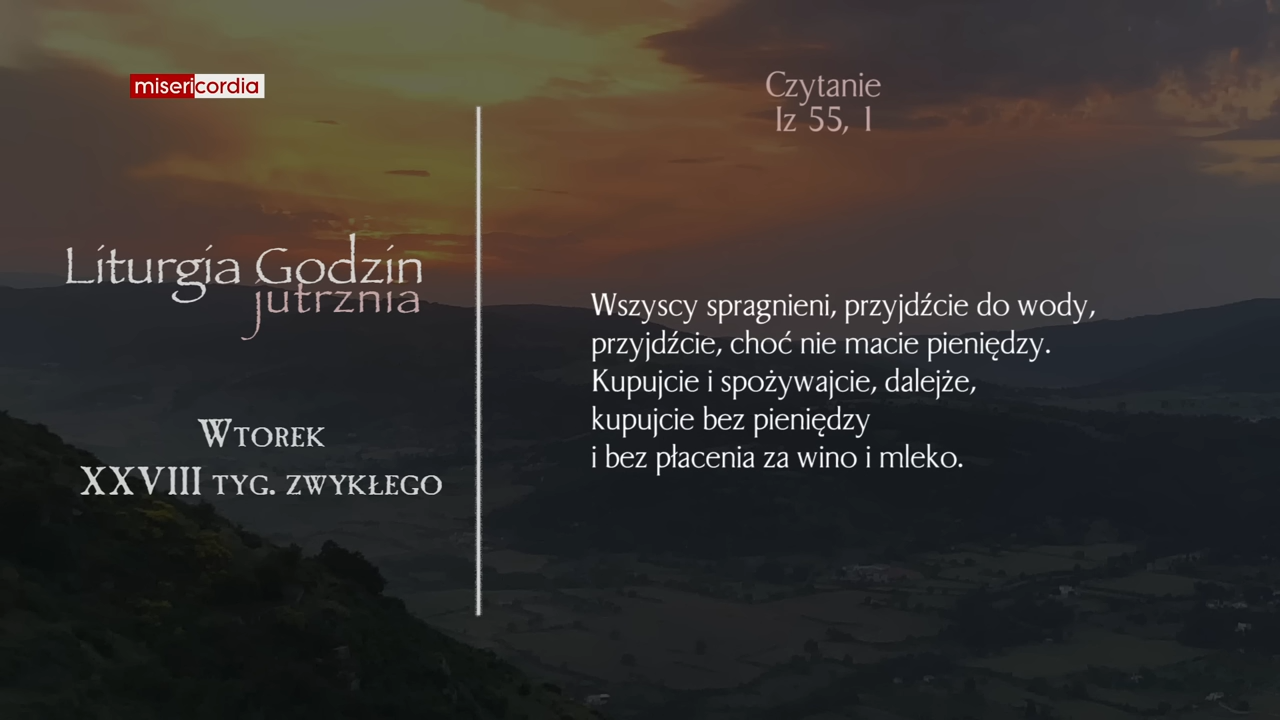 misericordia
Liturgia Godzin
jutrznia
Wtorek
XXVIII tyg. zwykłego
Czytanie
Iz 55, 1
Wszyscy spragnieni, przyjdźcie do wody,
przyjdźcie, choć nie macie pieniędzy.
Kupujcie i spożywajcie, dalejże,
kupujcie bez pieniędzy
i bez płacenia za wino i mleko.